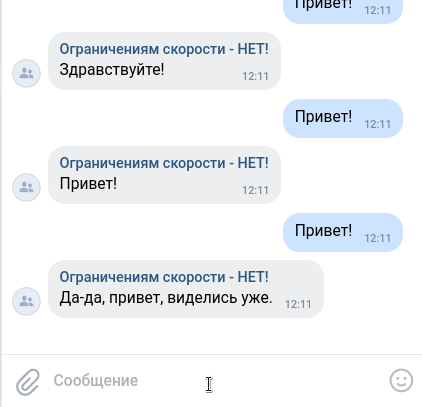 Привет! 12:11
Ограничениям скорости - НЕТ!
Здравствуйте! 12:11
Привет! 12:11
Ограничениям скорости - НЕТ!
Привет! 12:11
Привет! 12:11
Ограничениям скорости - НЕТ!
Да-да, привет, виделись уже. 12:11
Сообщение